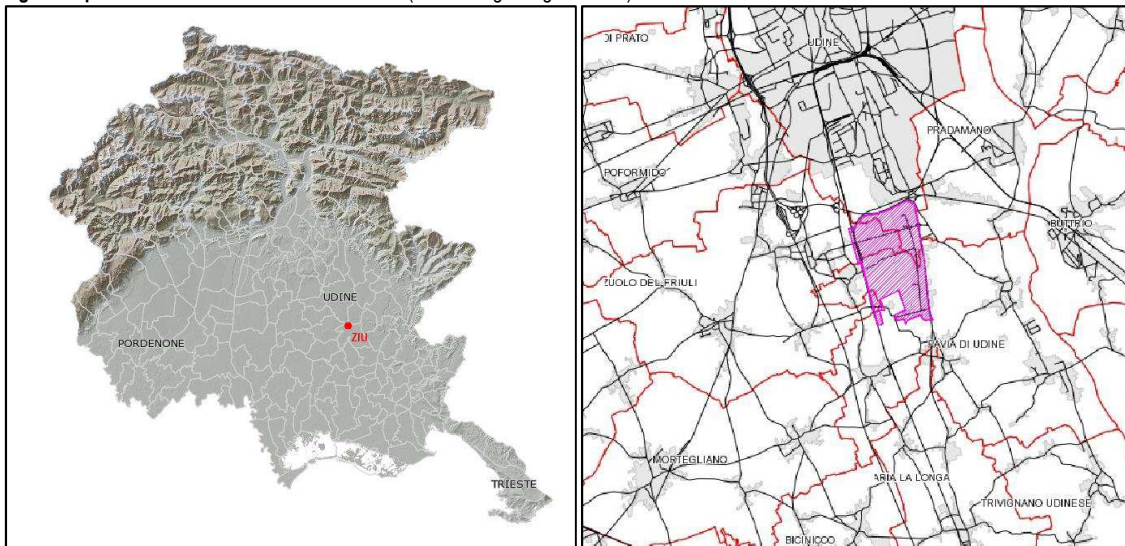 UDINE
ZIU
PORDENONE
TRIESTE
DI PRATO
UDINE
PRADAMANO
POFORMIDO
BUTTRIO
ZUOLO DEL FRIULI
PAVIA DI UDINE
MORTEGLIANO
ARIA LA LONGA
TRIVIGNANO UDINESE
BICINICCO